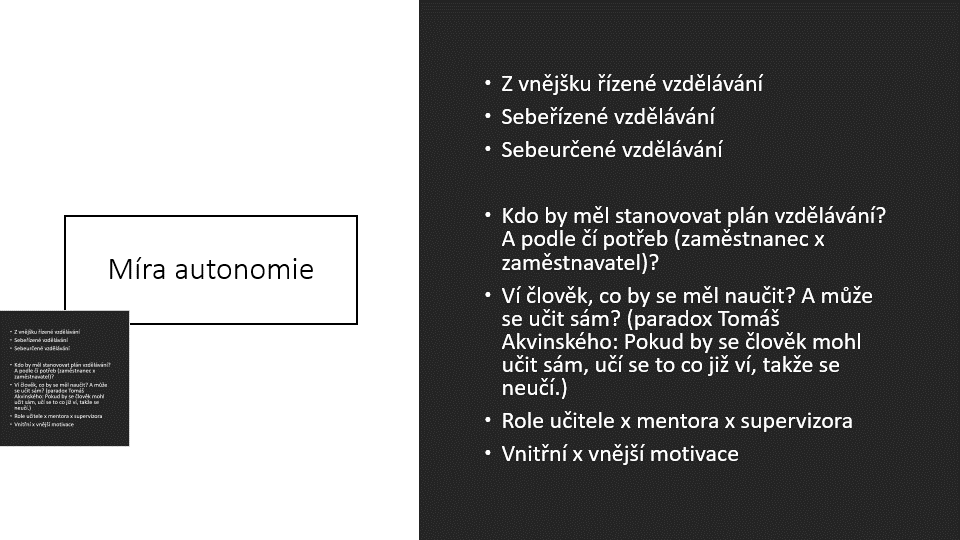 Míra autonomie
• Z vnějšku řízené vzdělávání
• Sebeřízené vzdělávání
• Sebeurčené vzdělávání
• Kdo by měl stanovovat plán vzdělávání?
A podle čí potřeb (zaměstnanec x
zaměstnavatel)?
• Ví člověk, co by se měl naučit? A může
se učit sám? (paradox Tomáš
Akvinského: Pokud by se člověk mohl
učit sám, učí se to co již ví, takže se
neučí.)
• Role učitele x mentora x supervizora
• Vnitřní x vnější motivace
• Z vnějšku řízené vzdělávání
• Sebeřízené vzdělávání
• Sebeurčené vzdělávání
• Kdo by měl stanovovat plán vzdělávání?
A podle čí potřeb (zaměstnanec x
zaměstnavatel)?
• Ví člověk, co by se měl naučit? A může
se učit sám? (paradox Tomáš
Akvinského: Pokud by se člověk mohl
učit sám, učí se to co již ví, takže se
neučí.)
• Role učitele x mentora x supervizora
• Vnitřní x vnější motivace